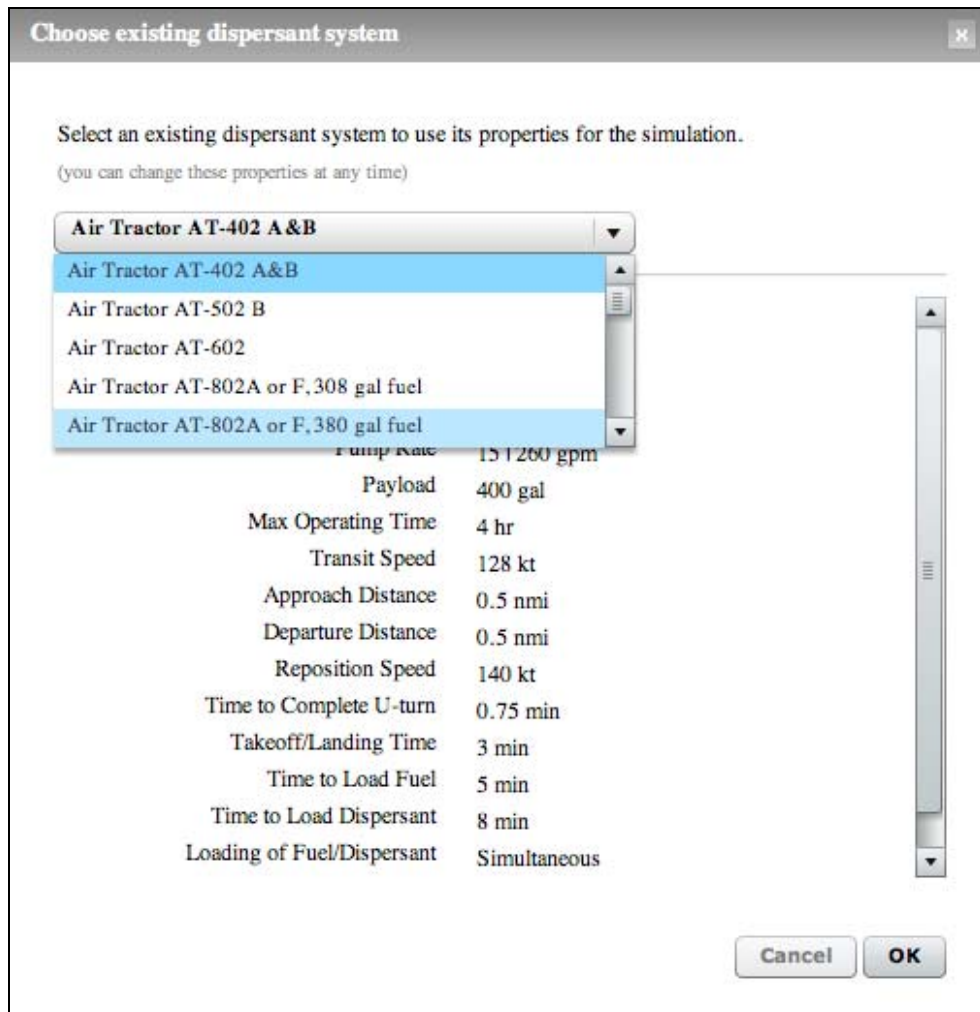 Choose existing dispersant system
Select an existing dispersant system to use its properties for the simulation.
(you can change these properties at any time)
Air Tractor AT-402 A&B
Air Tractor AT-402 A&B
Air Tractor AT-502 B
Air Tractor AT-602
Air Tractor AT-802A or F, 308 gal fuel
Air Tractor AT-802A or F, 380 gal fuel
Pump Rate 15 | 260 gpm
Payload 400 gal
Max Operating Time 4 hr
Transit Speed 128 kt
Approach Distance 0.5 nmi
Departure Distance 0.5 nmi
Reposition Speed 140 kt
Time to Complete U-turn 0.75 min
Takeoff/Landing Time 3 min
Time to Load Fuel 5 min
Time to Load Dispersant 8 min
Loading of Fuel/Dispersant Simultaneous
Cancel OK